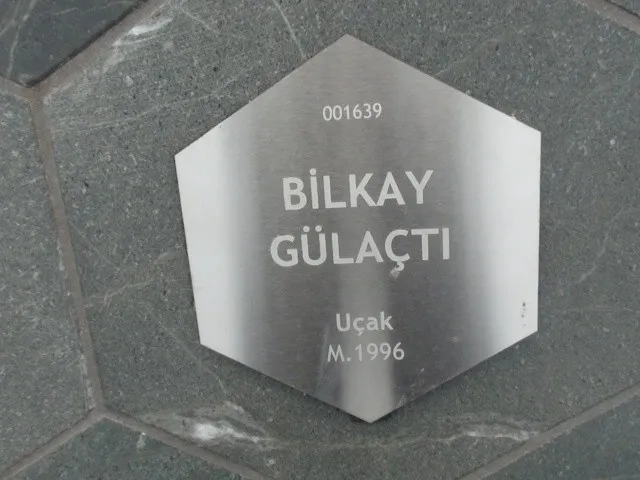 001639
BİLKAY
GÜLAÇTI
Uçak
M.1996